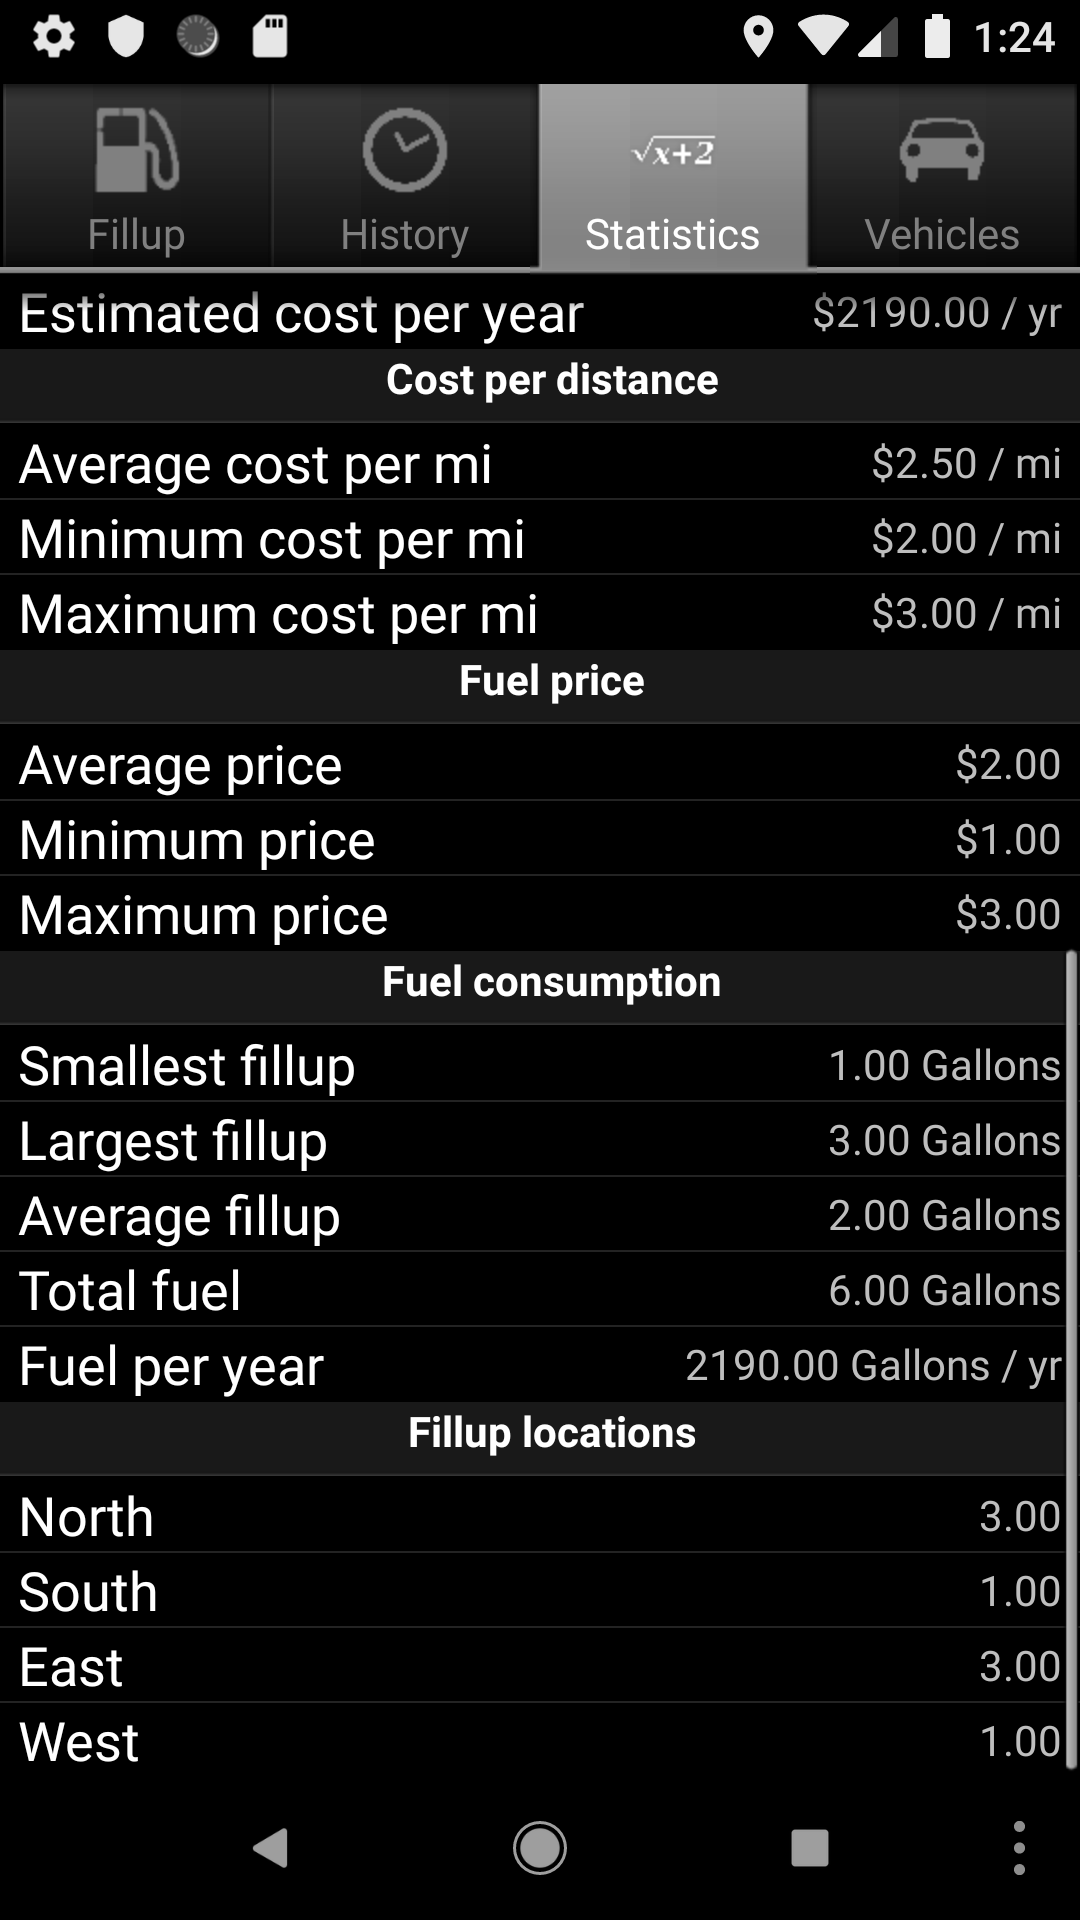 1:24
Fillup
History
√x+2
Statistics
Vehicles
Estimated cost per year $2190.00 / yr
Cost per distance
Average cost per mi $2.50 / mi
Minimum cost per mi $2.00 / mi
Maximum cost per mi $3.00 / mi
Fuel price
Average price $2.00
Minimum price $1.00
Maximum price $3.00
Fuel consumption
Smallest fillup 1.00 Gallons
Largest fillup 3.00 Gallons
Average fillup 2.00 Gallons
Total fuel 6.00 Gallons
Fuel per year 2190.00 Gallons / yr
Fillup locations
North 3.00
South 1.00
East 3.00
West 1.00